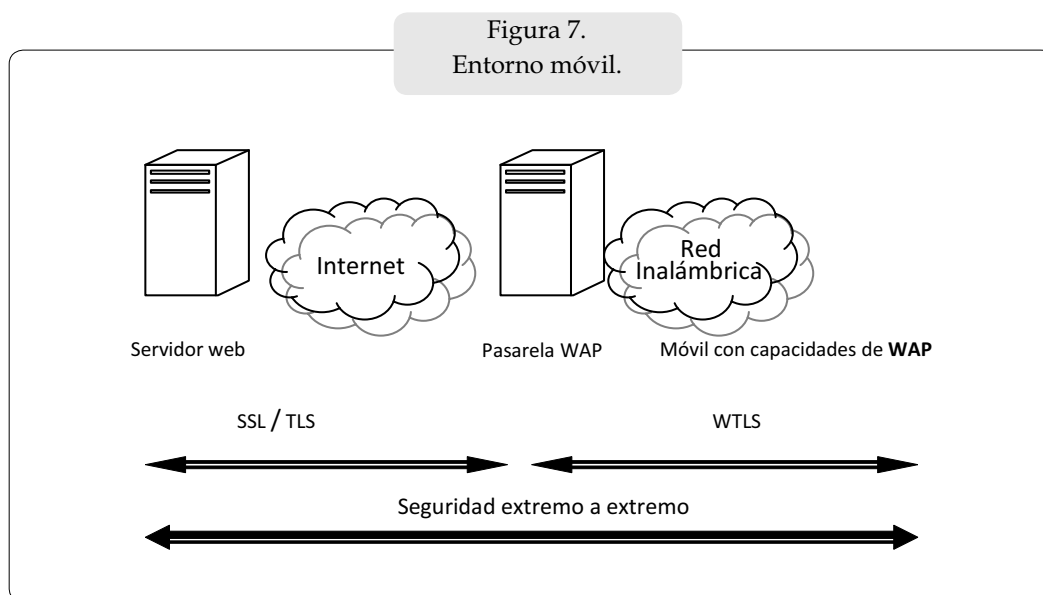 Figura 7.
Entorno móvil.
Internet
Red
Inalámbrica
Servidor web
Pasarela WAP
Móvil con capacidades de WAP
SSL / TLS
WTLS
Seguridad extremo a extremo